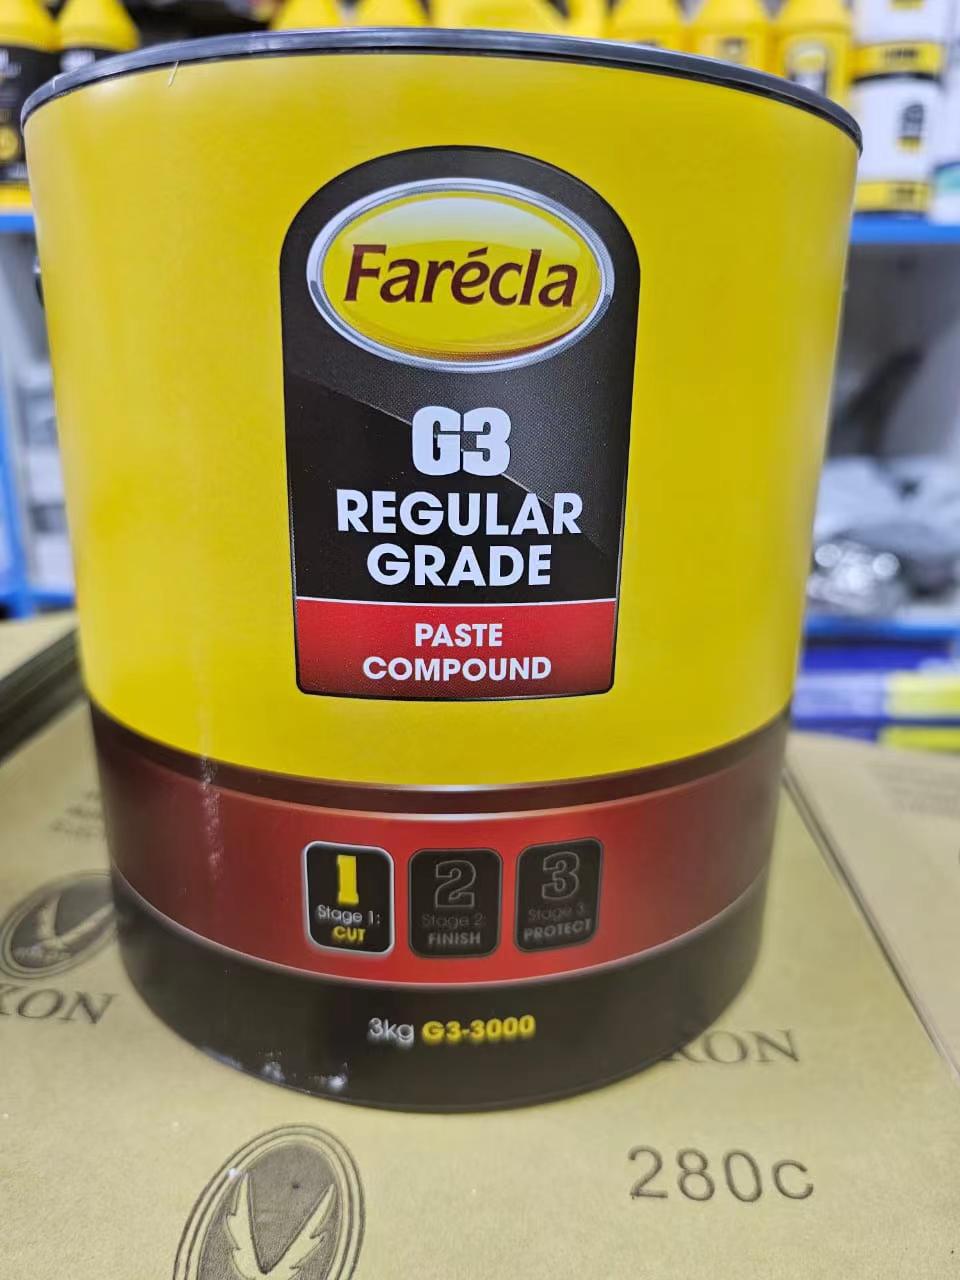 Farécla
G3
REGULAR
GRADE
PASTE
COMPOUND
1
Stage 1:
CUT
2
Stage 2:
FINISH
3
Stage 3:
PROTECT
3kg G3-3000
KON
KON
280c